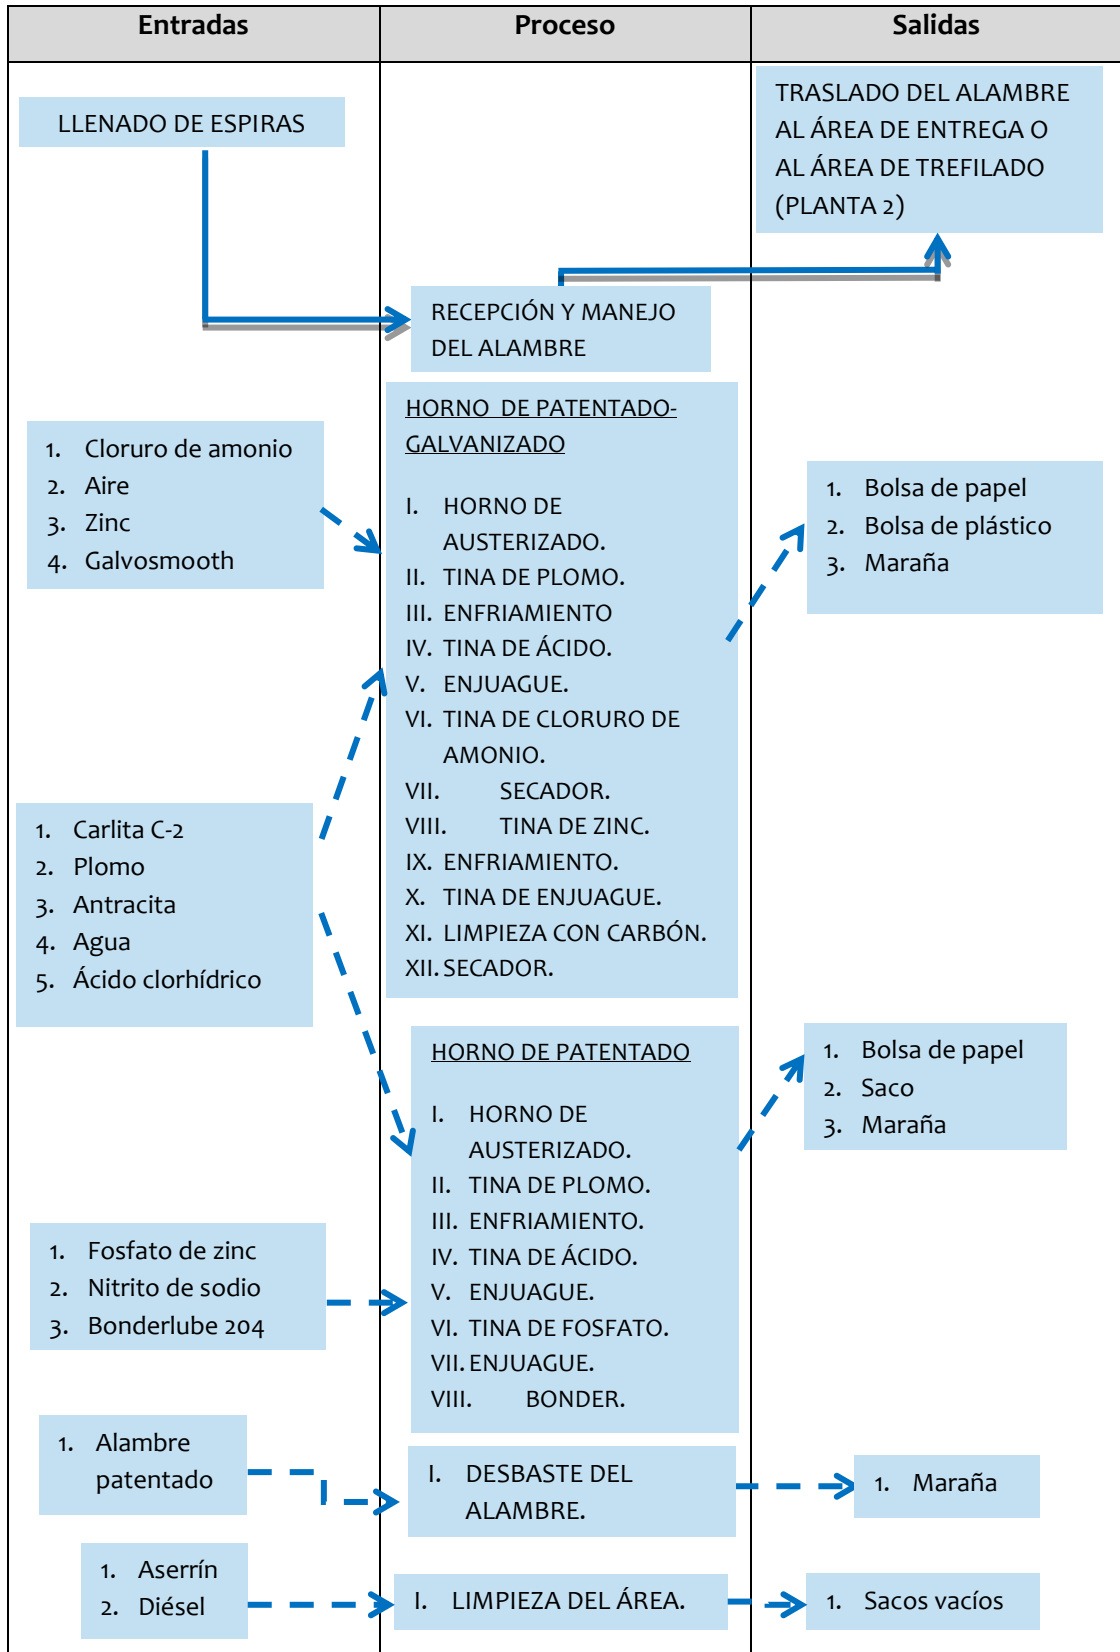 Entradas
Proceso
Salidas
LLENADO DE ESPIRAS
TRASLADO DEL ALAMBRE
AL ÁREA DE ENTREGA O
AL ÁREA DE TREFILADO
(PLANTA 2)
RECEPCIÓN Y MANEJO
DEL ALAMBRE
1. Cloruro de amonio
2. Aire
3. Zinc
4. Galvosmooth
HORNO DE PATENTADO-
GALVANIZADO
I. HORNO DE
AUSTERIZADO.
II. TINA DE PLOMO.
III. ENFRIAMIENTO
IV. TINA DE ÁCIDO.
V. ENJUAGUE.
VI. TINA DE CLORURO DE
AMONIO.
VII. SECADOR.
VIII. TINA DE ZINC.
IX. ENFRIAMIENTO.
X. TINA DE ENJUAGUE.
XI. LIMPIEZA CON CARBÓN.
XII. SECADOR.
1. Bolsa de papel
2. Bolsa de plástico
3. Maraña
1. Carlita C-2
2. Plomo
3. Antracita
4. Agua
5. Ácido clorhídrico
HORNO DE PATENTADO
I. HORNO DE
AUSTERIZADO.
II. TINA DE PLOMO.
III. ENFRIAMIENTO.
IV. TINA DE ÁCIDO.
V. ENJUAGUE.
VI. TINA DE FOSFATO.
VII. ENJUAGUE.
VIII. BONDER.
1. Bolsa de papel
2. Saco
3. Maraña
1. Fosfato de zinc
2. Nitrito de sodio
3. Bonderlube 204
1. Alambre
patentado
I. DESBASTE DEL
ALAMBRE.
1. Maraña
1. Aserrín
2. Diésel
I. LIMPIEZA DEL ÁREA.
1. Sacos vacíos